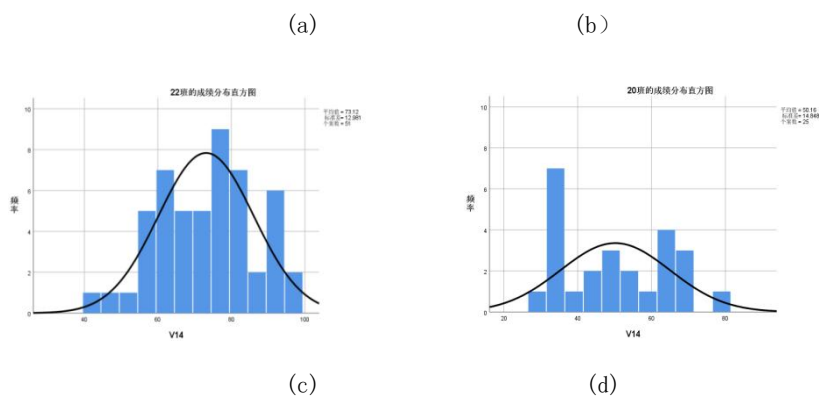 (a)
(b）
22班的成绩分布直方图
平均值 = 73.12
标准差 = 12.981
个案数 = 51
频率
10
8
6
4
2
0
40
60
80
100
V14
20班的成绩分布直方图
平均值 = 50.16
标准差 = 14.848
个案数 = 25
频率
10
8
6
4
2
0
20
40
60
80
V14
(c)
(d)